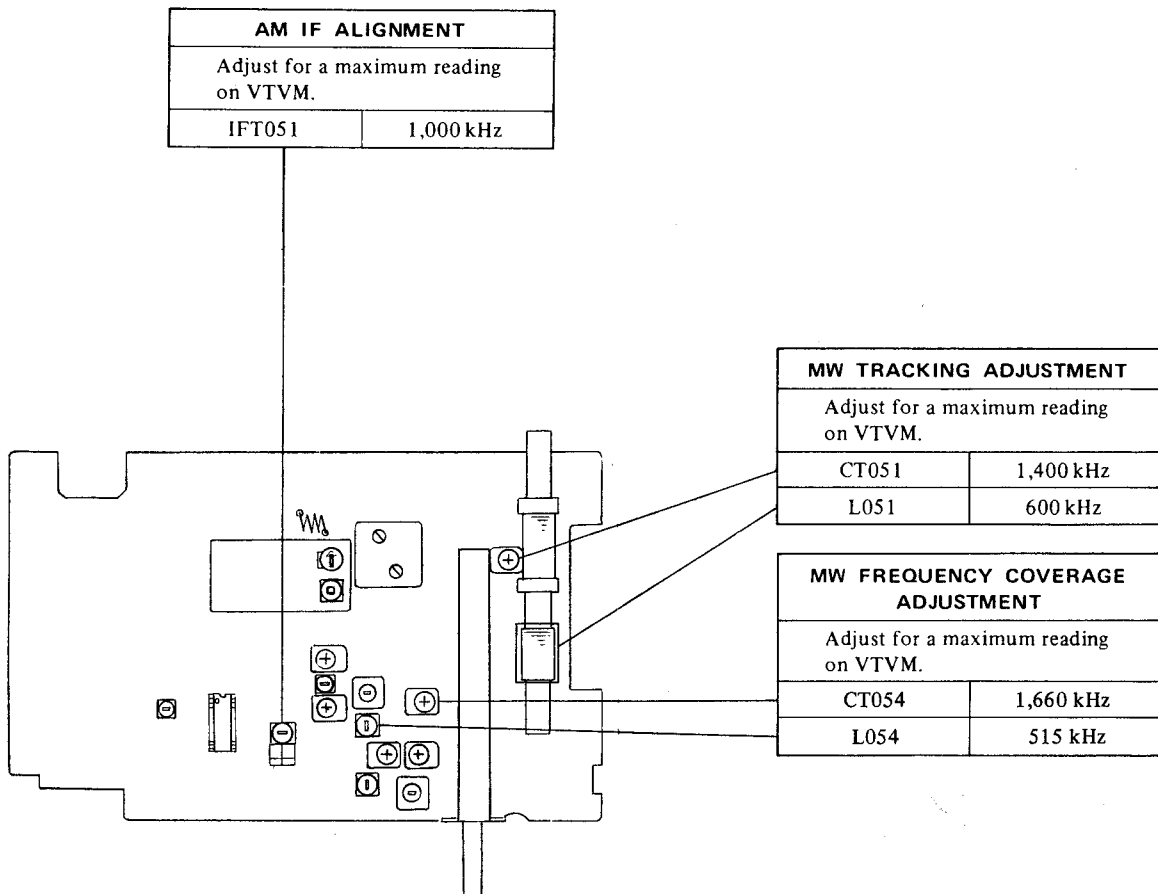 AM IF ALIGNMENT
Adjust for a maximum reading
on VTVM.
IFT051 1,000 kHz
MW TRACKING ADJUSTMENT
Adjust for a maximum reading
on VTVM.
CT051 1,400 kHz
L051 600 kHz
MW FREQUENCY COVERAGE
ADJUSTMENT
Adjust for a maximum reading
on VTVM.
CT054 1,660 kHz
L054 515 kHz